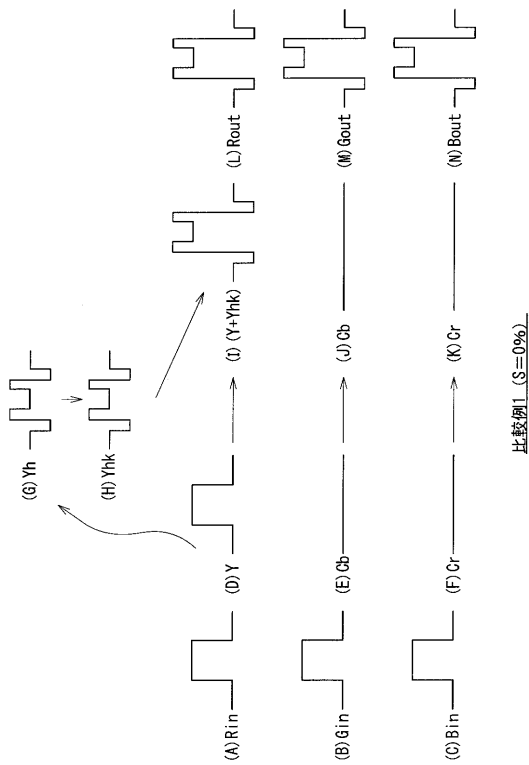 (A)Rin
(B)Gin
(C)Bin
(D)Y
(E)Cb
(F)Cr
(G)Yh
(H)Yhk
(I)(Y+Yhk)
(J)Cb
(K)Cr
(L)Rout
(M)Gout
(N)Bout
比較例1 (S=0%)